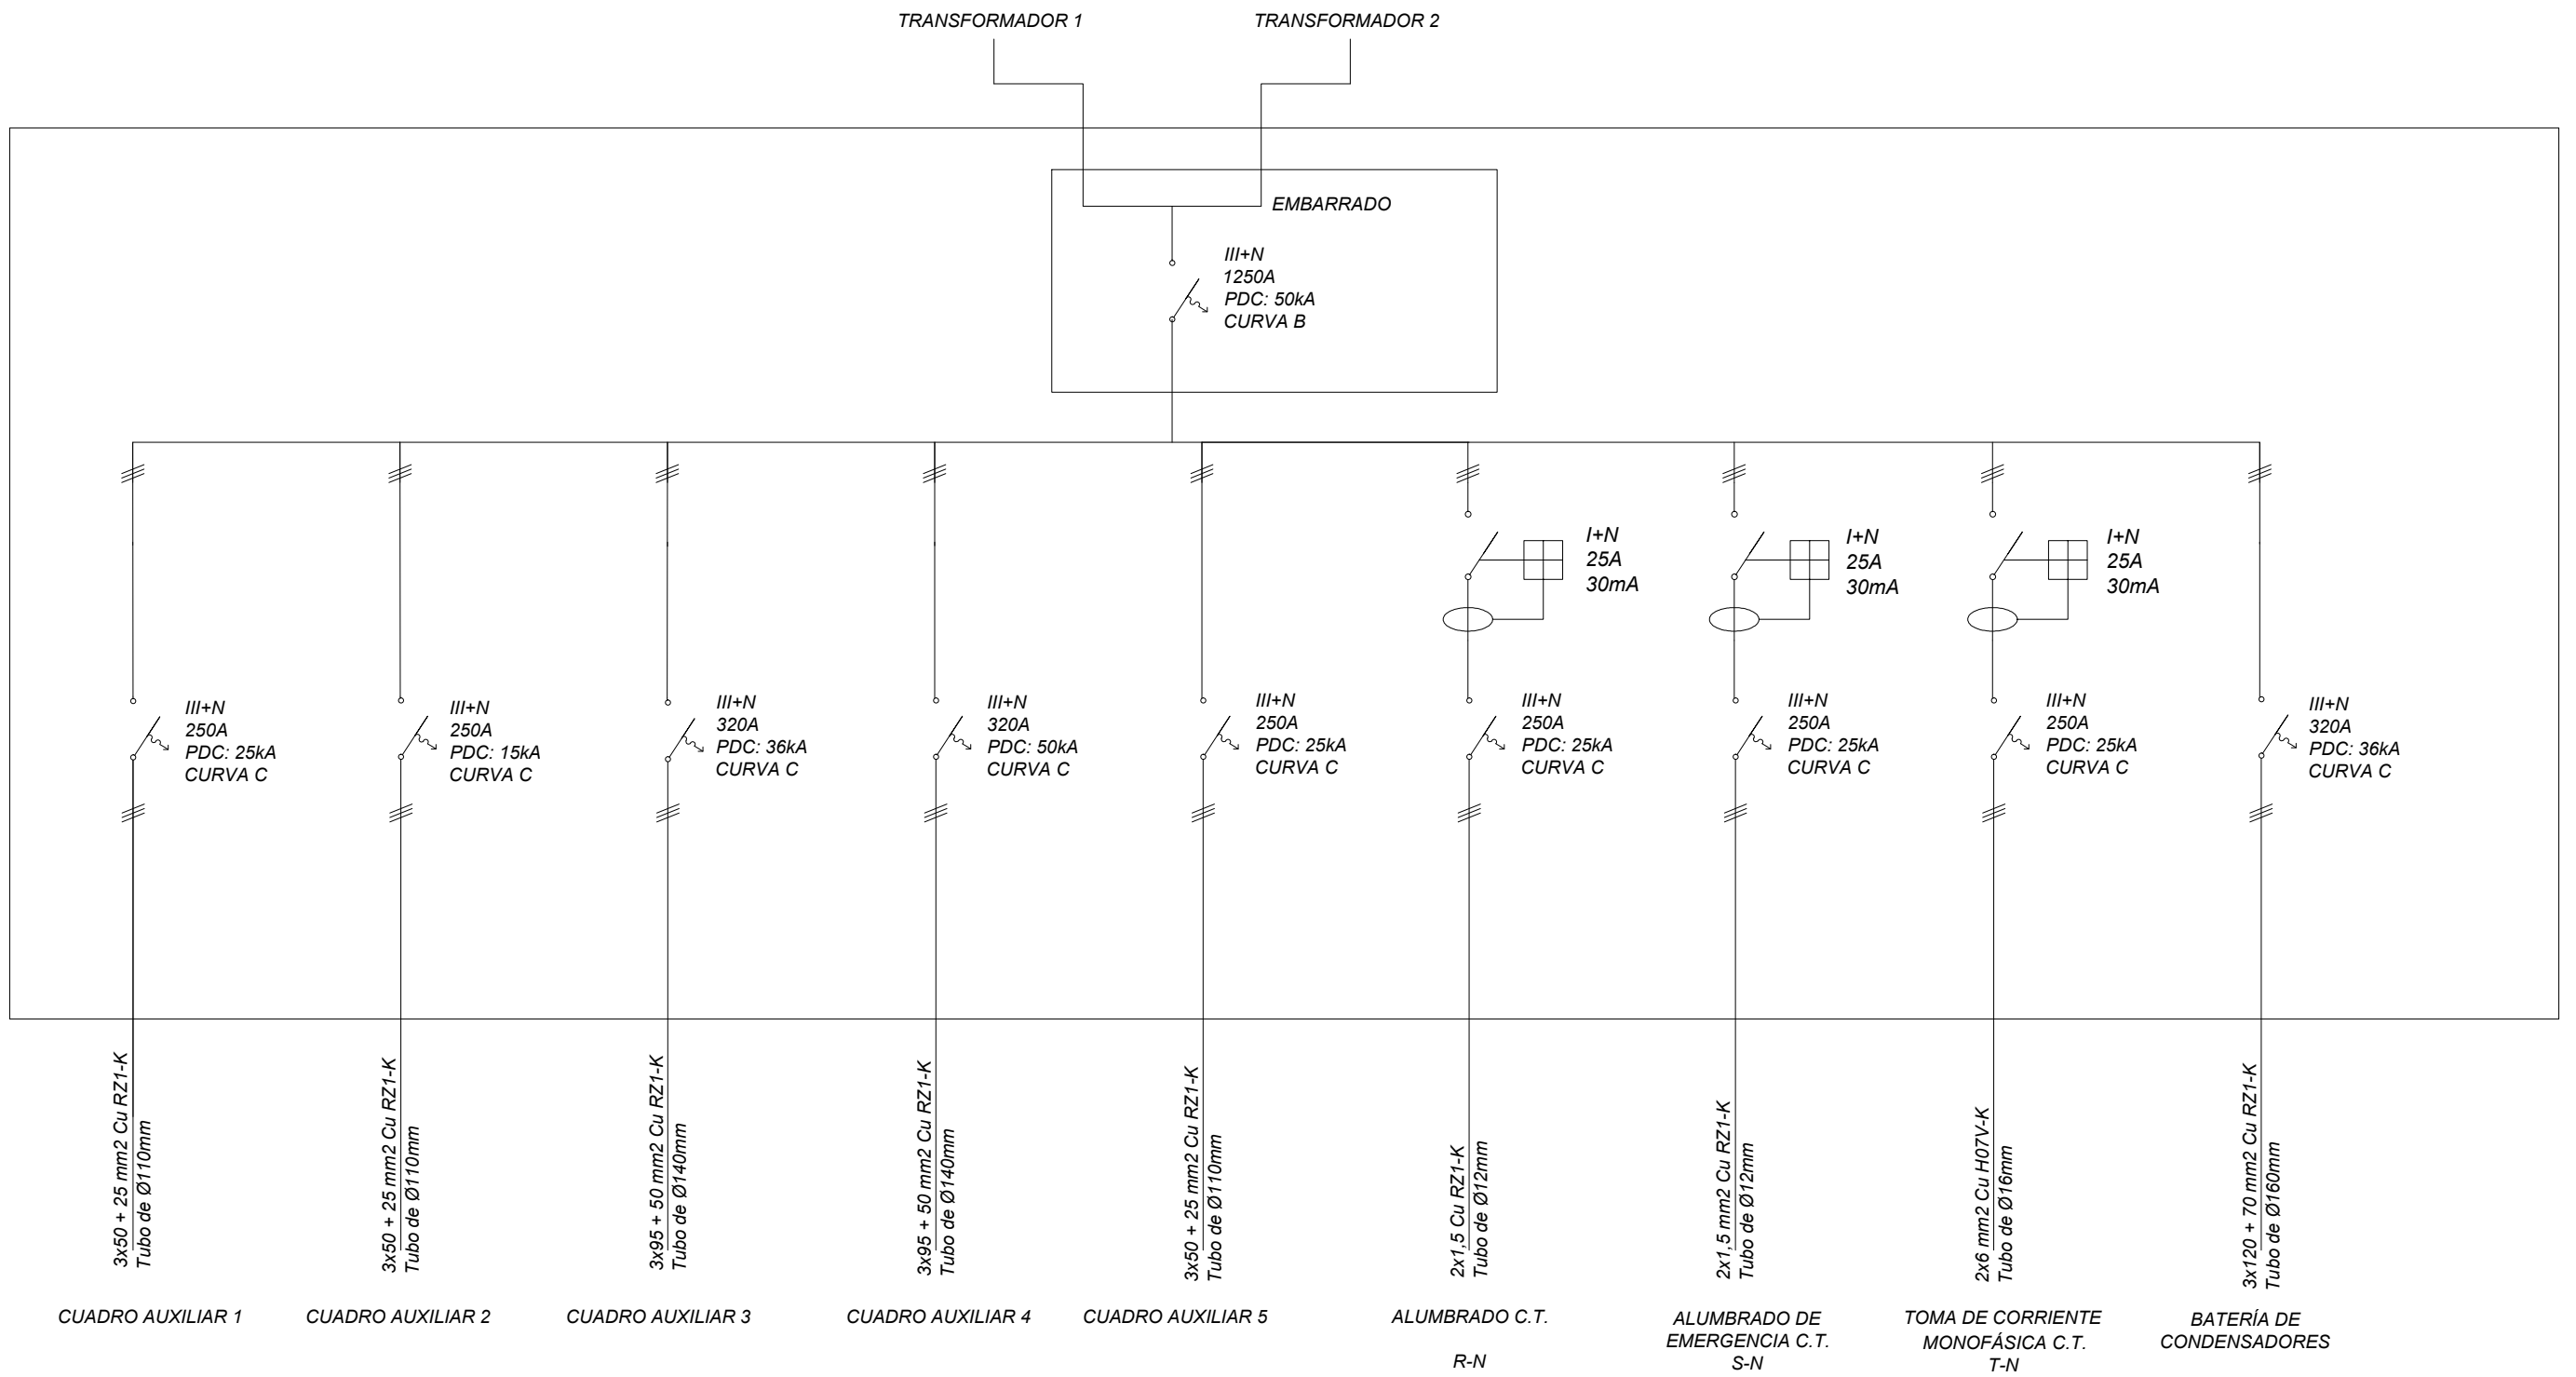 TRANSFORMADOR 1
TRANSFORMADOR 2
EMBARRADO
III+N
1250A
PDC: 50kA
CURVA B
I+N
25A
30mA
I+N
25A
30mA
I+N
25A
30mA
III+N
250A
PDC: 25kA
CURVA C
III+N
250A
PDC: 15kA
CURVA C
III+N
320A
PDC: 36kA
CURVA C
III+N
320A
PDC: 50kA
CURVA C
III+N
250A
PDC: 25kA
CURVA C
III+N
250A
PDC: 25kA
CURVA C
III+N
250A
PDC: 25kA
CURVA C
III+N
250A
PDC: 25kA
CURVA C
III+N
320A
PDC: 36kA
CURVA C
3x50 + 25 mm2 Cu RZ1-K
Tubo de Ø110mm
3x50 + 25 mm2 Cu RZ1-K
Tubo de Ø110mm
3x95 + 50 mm2 Cu RZ1-K
Tubo de Ø140mm
3x95 + 50 mm2 Cu RZ1-K
Tubo de Ø140mm
3x50 + 25 mm2 Cu RZ1-K
Tubo de Ø110mm
2x1,5 Cu RZ1-K
Tubo de Ø12mm
2x1,5 mm2 Cu RZ1-K
Tubo de Ø12mm
2x6 mm2 Cu H07V-K
Tubo de Ø16mm
3x120 + 70 mm2 Cu RZ1-K
Tubo de Ø160mm
CUADRO AUXILIAR 1
CUADRO AUXILIAR 2
CUADRO AUXILIAR 3
CUADRO AUXILIAR 4
CUADRO AUXILIAR 5
ALUMBRADO C.T.
R-N
ALUMBRADO DE
EMERGENCIA C.T.
S-N
TOMA DE CORRIENTE
MONOFÁSICA C.T.
T-N
BATERÍA DE
CONDENSADORES